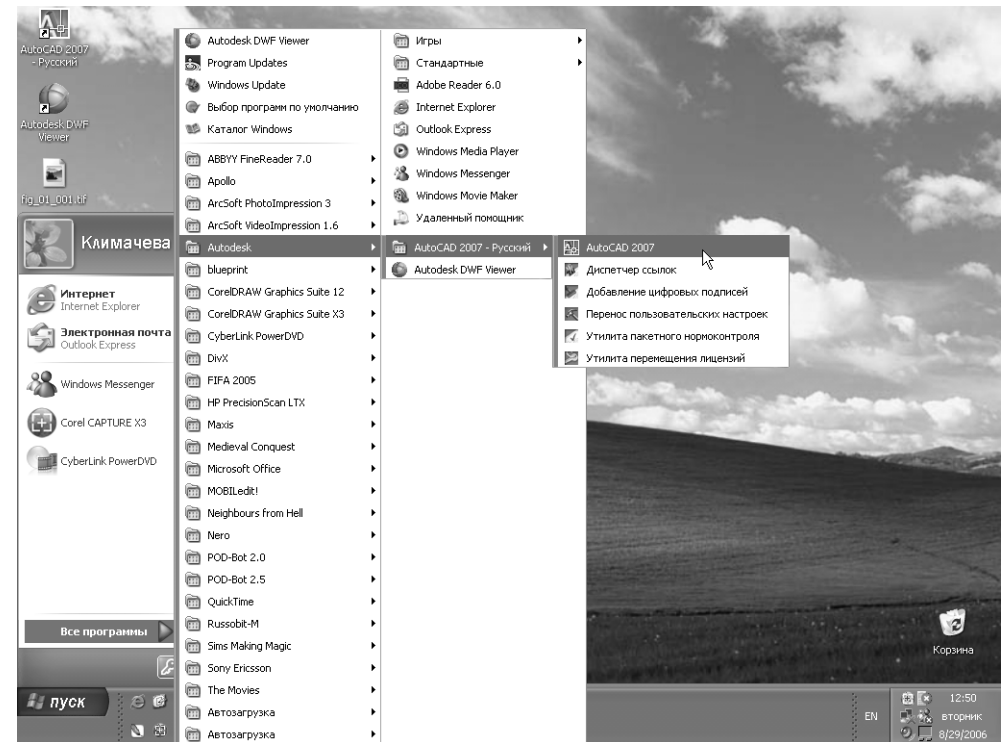 AutoCAD 2007
- Русский
Autodesk DWF
Viewer
fig_01_001.tif
Климачева
Интернет
Internet Explorer
Электронная почта
Outlook Express
Windows Messenger
Corel CAPTURE X3
CyberLink PowerDVD
Все программы
пуск
Autodesk DWF Viewer
Program Updates
Windows Update
Выбор программ по умолчанию
Каталог Windows
ABBYY FineReader 7.0
Apollo
ArcSoft PhotoImpression 3
ArcSoft VideoImpression 1.6
Autodesk
blueprint
CorelDRAW Graphics Suite 12
CorelDRAW Graphics Suite X3
CyberLink PowerDVD
DivX
FIFA 2005
HP PrecisionScan LTX
Maxis
Medieval Conquest
Microsoft Office
MOBILedit!
Neighbours from Hell
Nero
POD-Bot 2.0
POD-Bot 2.5
QuickTime
Russobit-M
Sims Making Magic
Sony Ericsson
The Movies
Автозагрузка
Автозагрузка
Игры
Стандартные
Adobe Reader 6.0
Internet Explorer
Outlook Express
Windows Media Player
Windows Messenger
Windows Movie Maker
Удаленный помощник
AutoCAD 2007 - Русский
Autodesk DWF Viewer
AutoCAD 2007
Диспетчер ссылок
Добавление цифровых подписей
Перенос пользовательских настроек
Утилита пакетного нормоконтроля
Утилита перемещения лицензий
Корзина
EN
12:50
вторник
8/29/2006